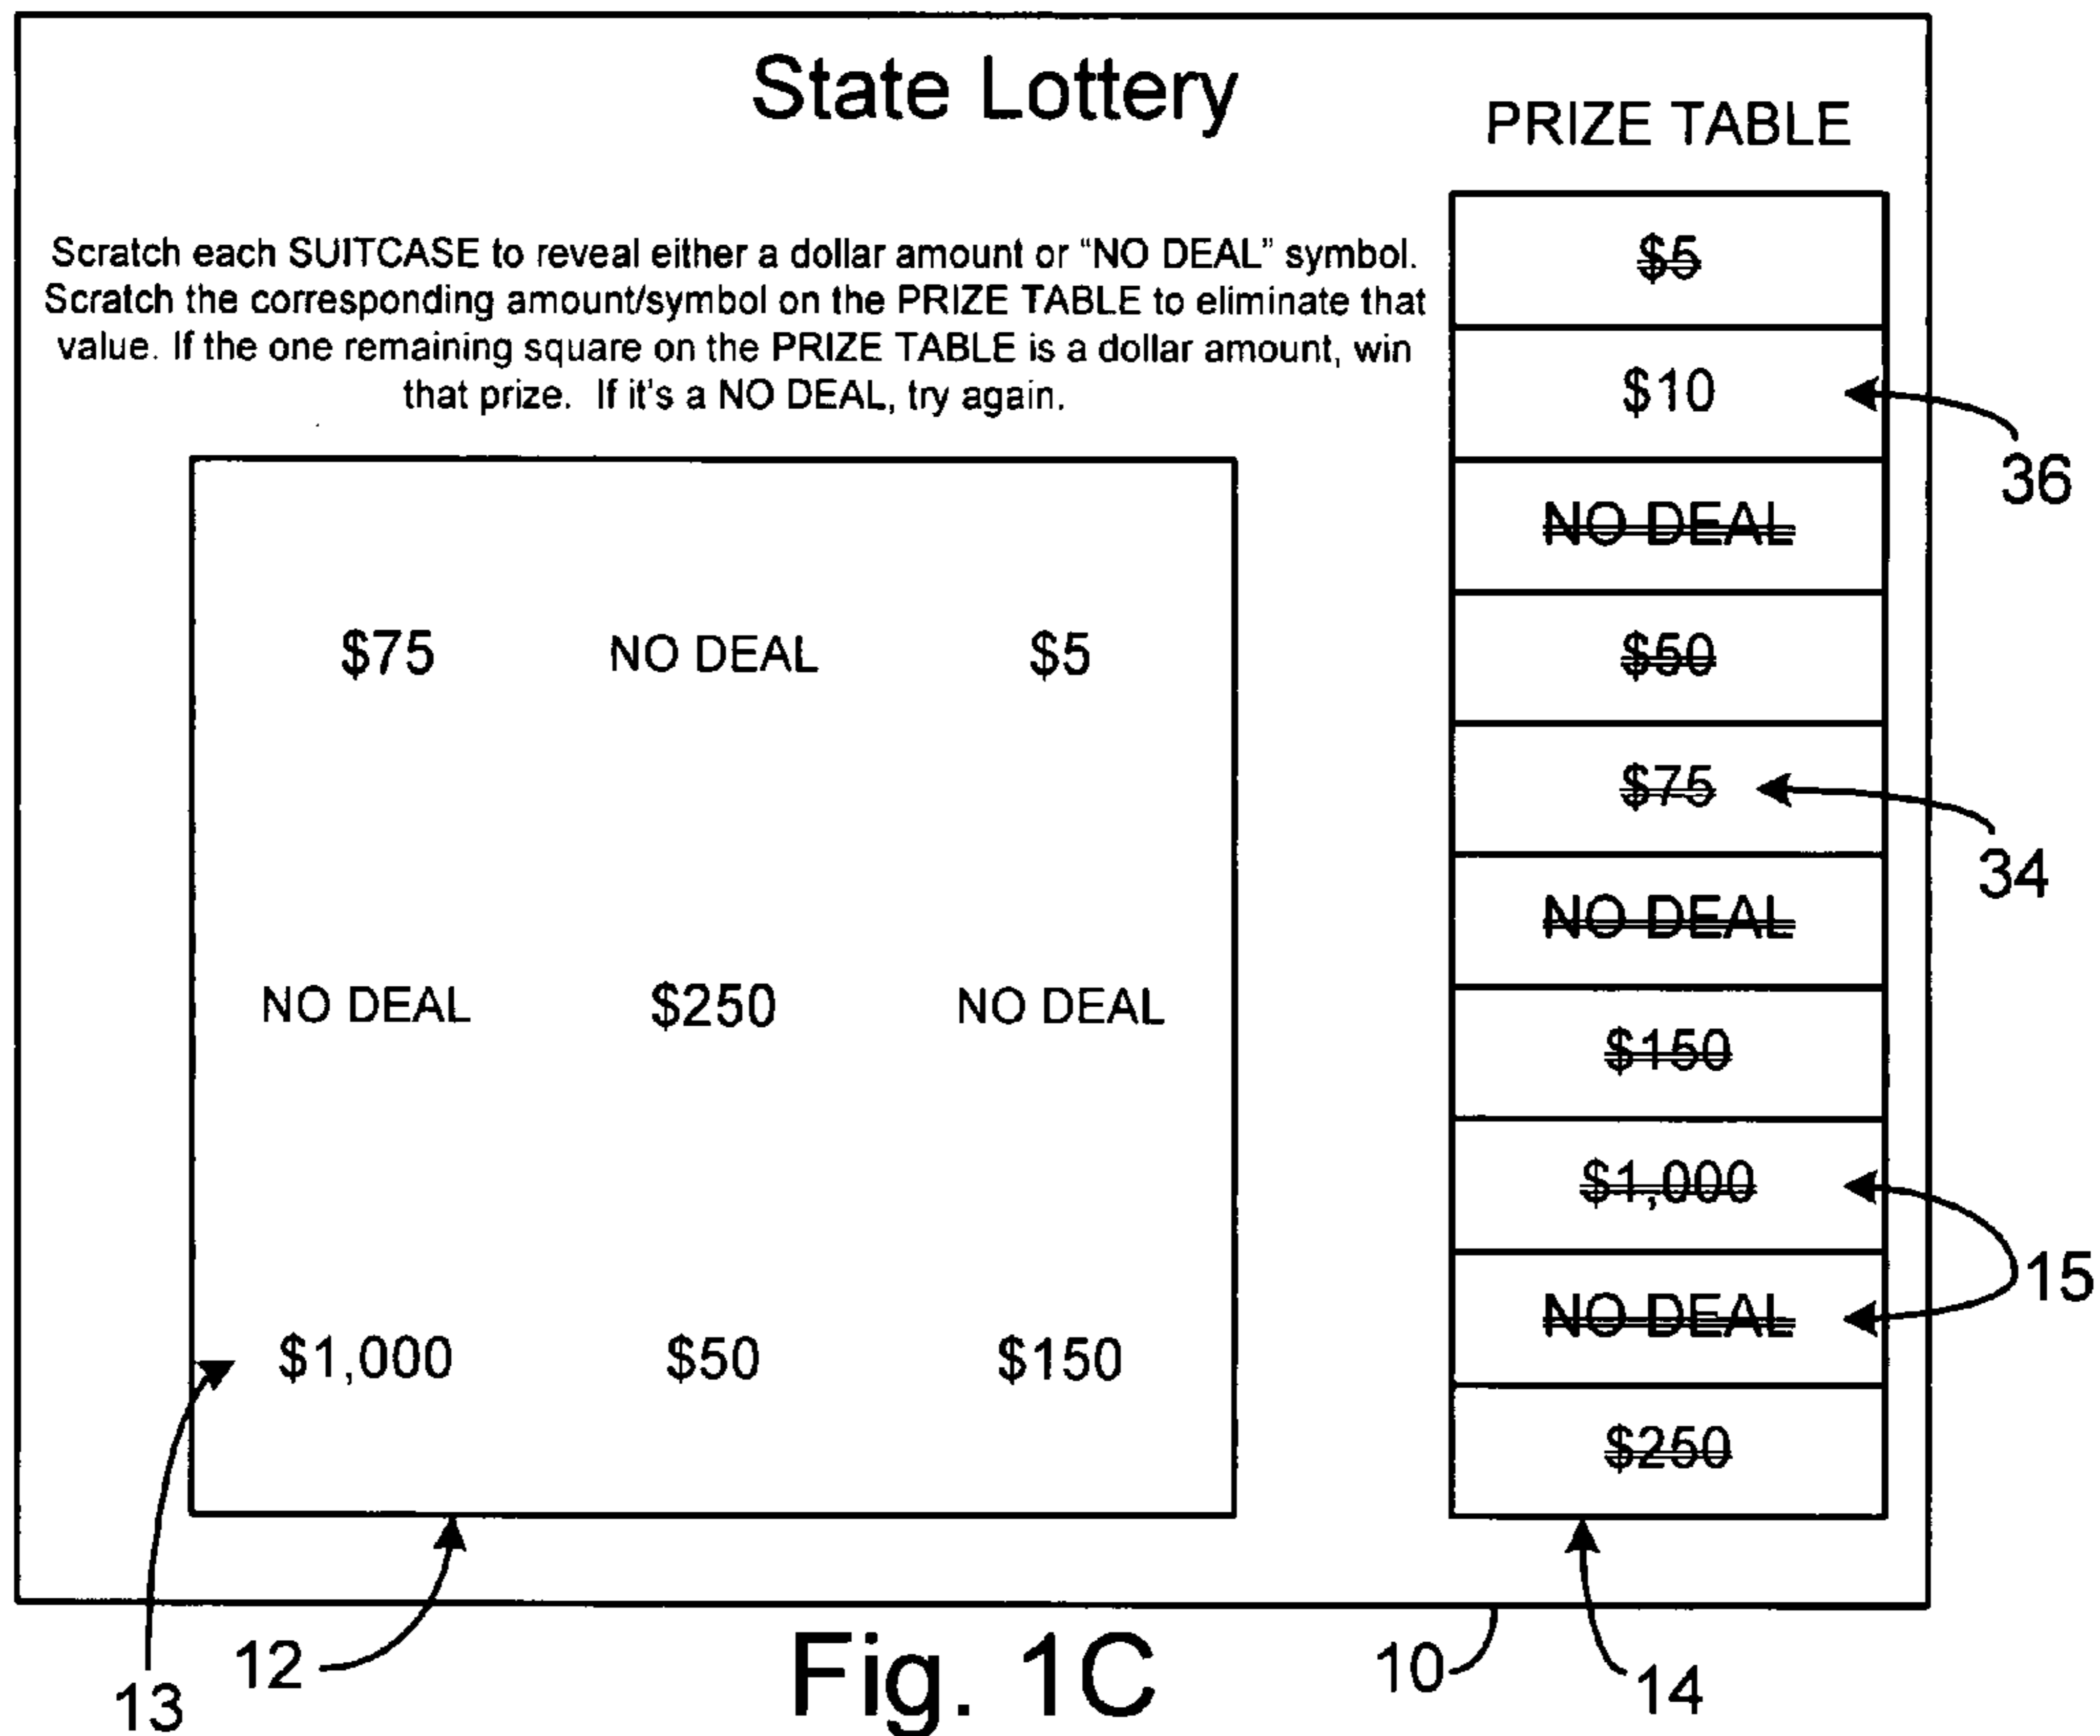 State Lottery
PRIZE TABLE
Scratch each SUITCASE to reveal either a dollar amount or “NO DEAL” symbol.
Scratch the corresponding amount/symbol on the PRIZE TABLE to eliminate that
value. If the one remaining square on the PRIZE TABLE is a dollar amount, win
that prize. If it's a NO DEAL, try again.
$75 NO DEAL $5
NO DEAL $250 NO DEAL
$1,000 $50 $150
$5
$10
NO DEAL
$50
$75
NO DEAL
$150
$1,000
NO DEAL
$250
36
34
15
13
12
10
14
Fig. 1C